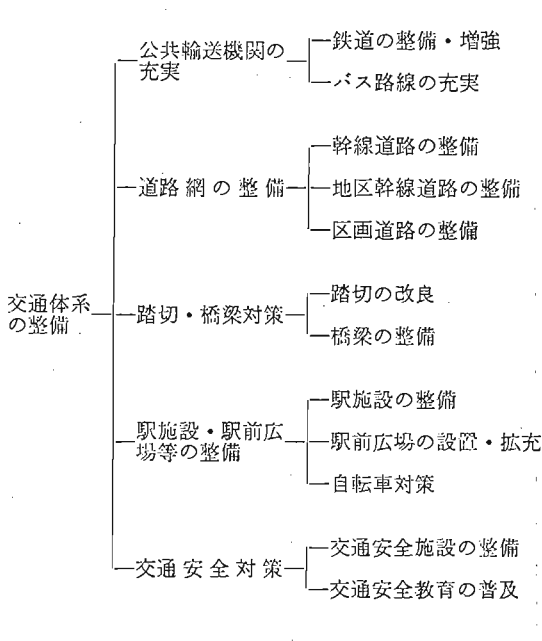 公共輸送機関の
充実
鉄道の整備・増強
バス路線の充実
道路網の整備
幹線道路の整備
地区幹線道路の整備
区画道路の整備
交通体系
の整備
踏切・橋梁対策
踏切の改良
橋梁の整備
駅施設・駅前広
場等の整備
駅施設の整備
駅前広場の設置・拡充
自転車対策
交通安全対策
交通安全施設の整備
交通安全教育の普及